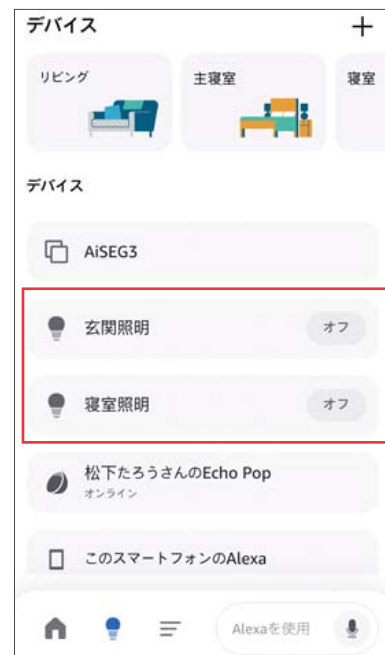 デバイス
リビング
主寝室
寝室
デバイス
AiSEG3
玄関照明
オフ
寝室照明
オフ
松下たろうさんのEcho Pop
オンライン
このスマートフォンのAlexa
Alexaを使用